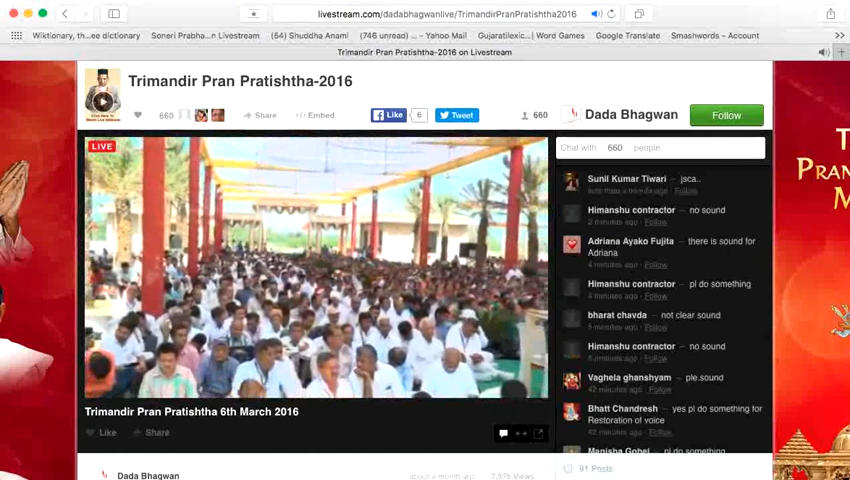 livestream.com/dadabhagwanlive/TrimandirPranPratishtha2016
Wiktionary, th...ee dictionary
Soneri Prabha...n Livestream
(54) Shuddha Anami
(746 unread) ... - Yahoo Mail
Gujaratilexic...| Word Games
Google Translate
Smashwords – Account
Trimandir Pran Pratishtha-2016 on Livestream
Trimandir Pran Pratishtha-2016
660
Share
Embed
Like
6
Tweet
660
Dada Bhagwan
Follow
LIVE
Chat with 660 people.
Sunil Kumar Tiwari – jsca..
Follow
Himanshu contractor – no sound
2 minutes ago · Follow
Adriana Ayako Fujita – there is sound for
Adriana
4 minutes ago · Follow
Himanshu contractor – pl do something
4 minutes ago · Follow
bharat chavda – not clear sound
5 minutes ago · Follow
Himanshu contractor – no sound
minutes ago · Follow
Vaghela ghanshyam – ple.sound
42 minutes ago · Follow
Bhatt Chandresh – yes pl do something for
Restoration of voice
42 minutes ago · Follow
Manisha Gohel – pl do something
Trimandir Pran Pratishtha 6th March 2016
Like
Share
91 Posts
Dada Bhagwan
about a month ago
7,975 Views